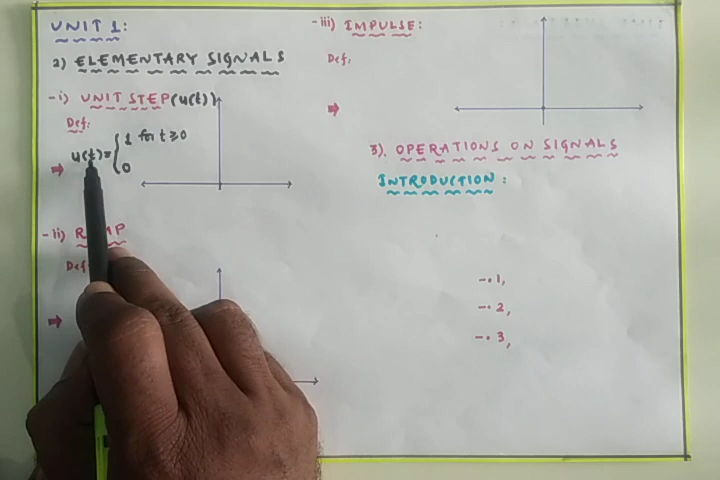 UNIT 1:
2) ELEMENTARY SIGNALS
-i) UNIT STEP (u(t))
Def:
u(t) = { 1 for t ≥ 0
0
-ii) RAMP
Def
-iii) IMPULSE:
Def:
3). OPERATIONS ON SIGNALS
INTRODUCTION:
-. 1,
-. 2,
-. 3,